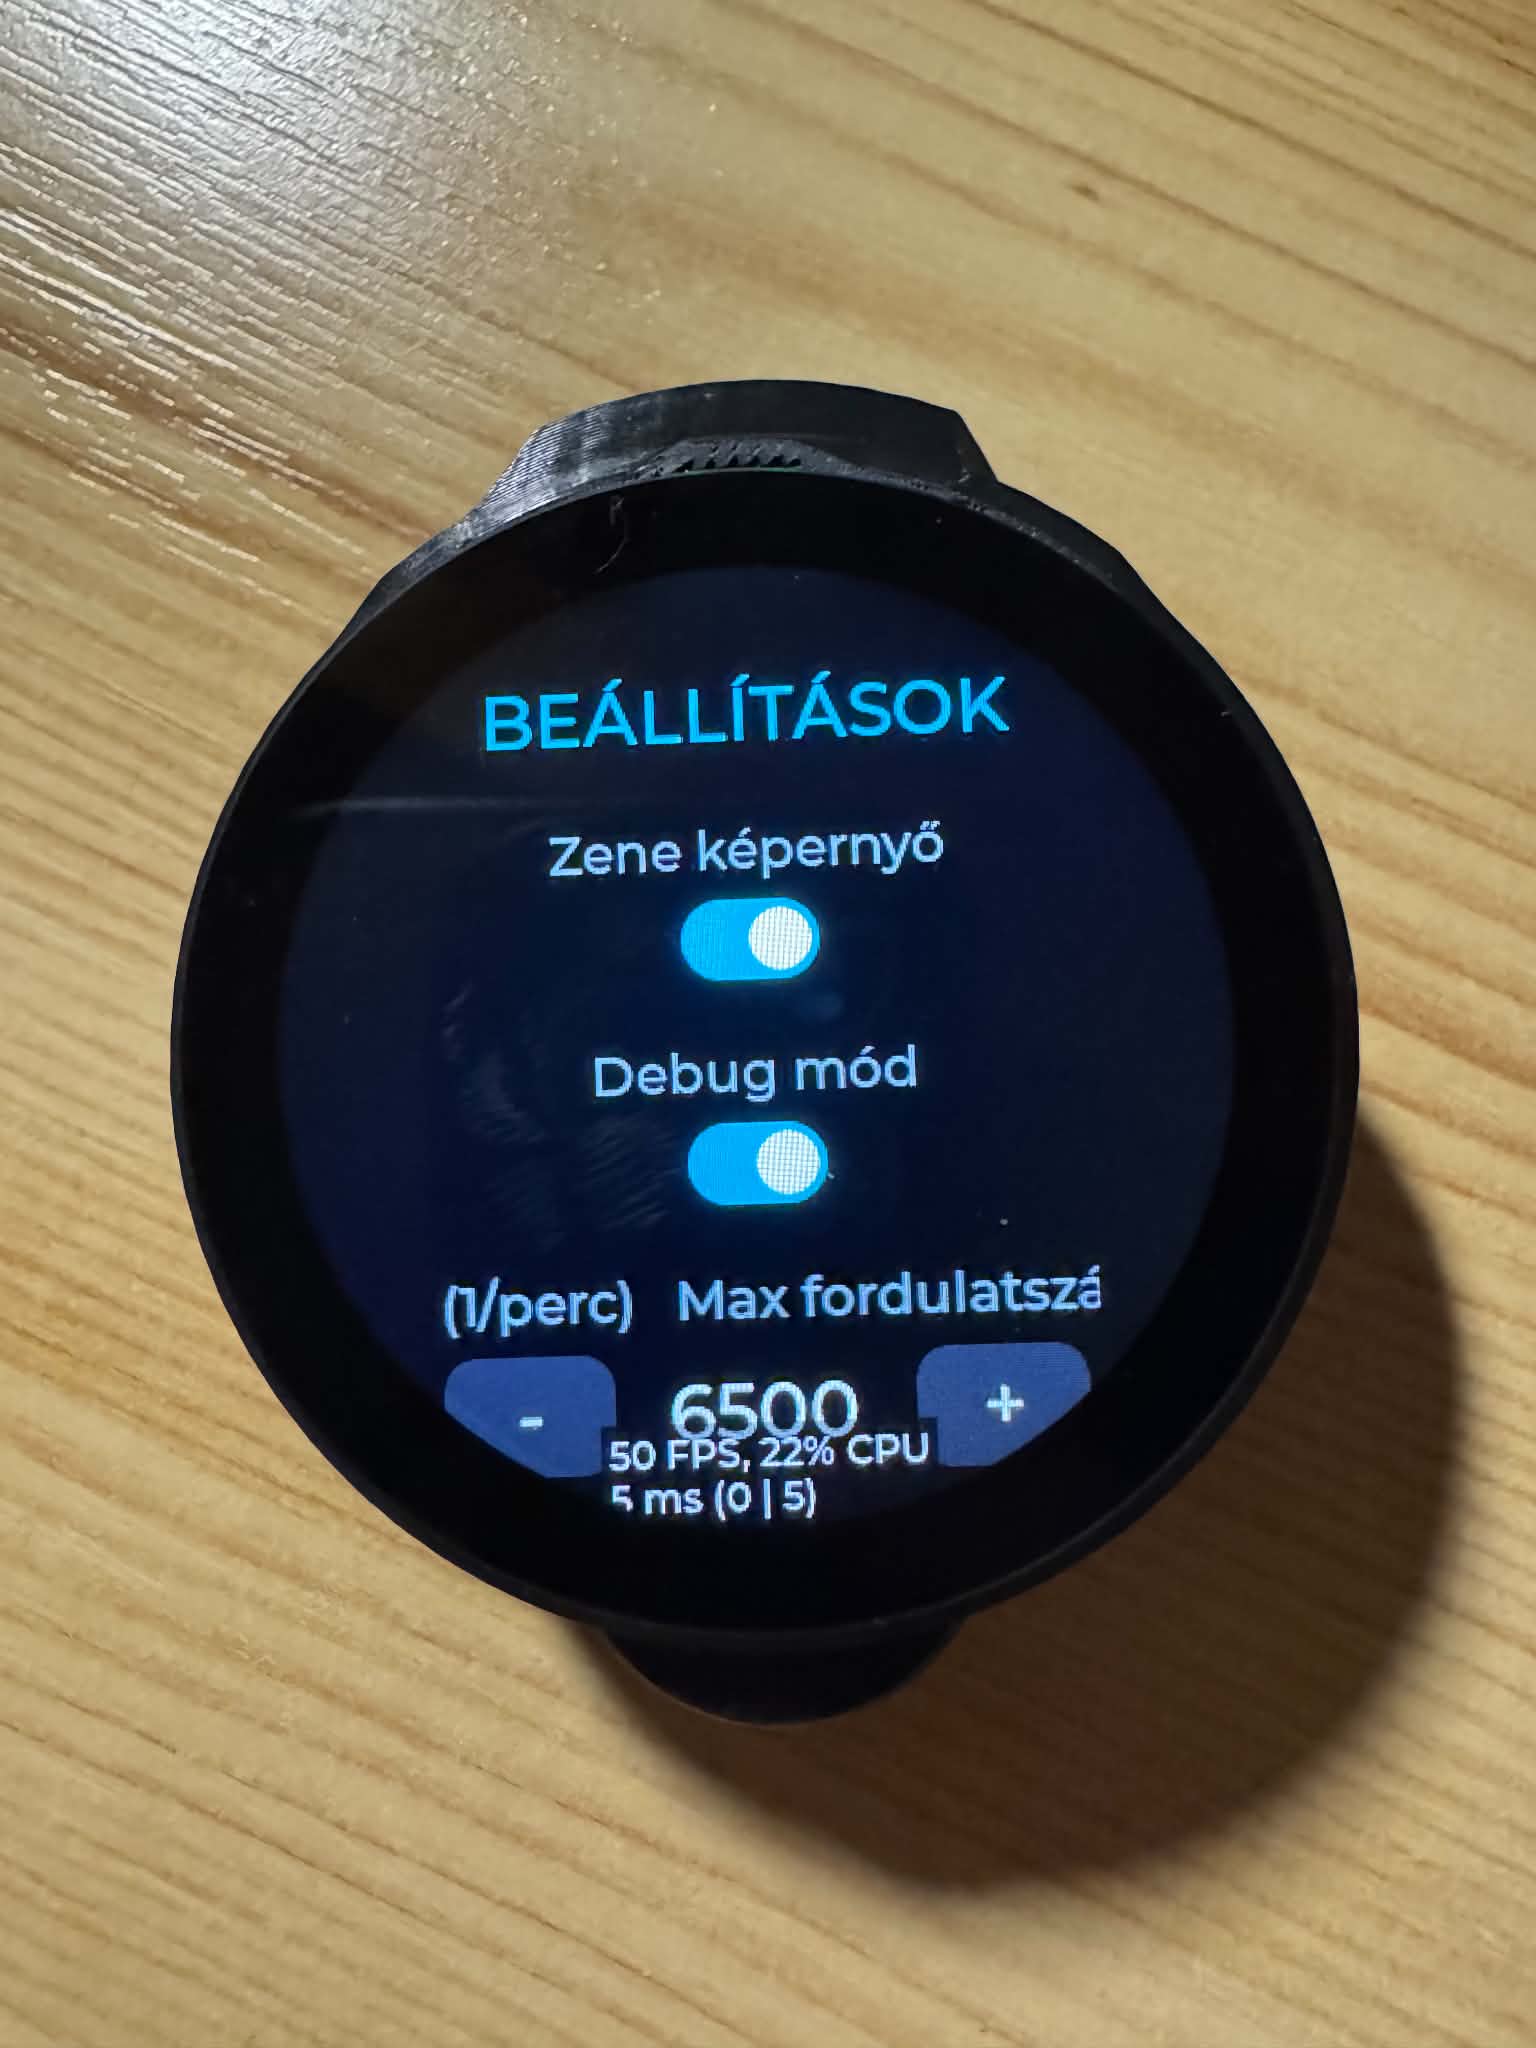 BEÁLLÍTÁSOK
Zene képernyő
Debug mód
(1/perc) Max fordulatszá
- 6500 +
50 FPS, 22% CPU
5 ms (0 | 5)